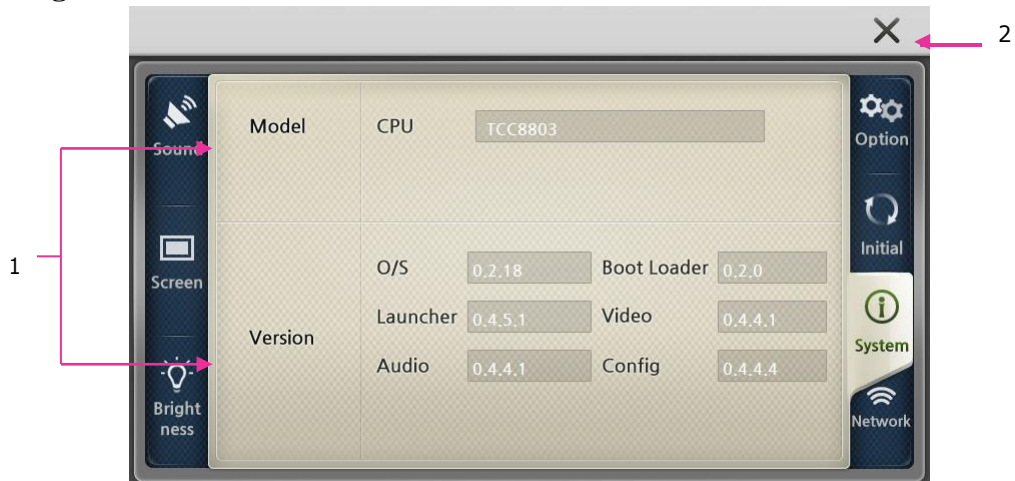 2
Model
CPU
TCC8803
Sound
Option
Initial
1
Screen
O/S
0.2.18
Boot Loader
0.2.0
Launcher
0.4.5.1
Video
0.4.4.1
Version
System
Audio
0.4.4.1
Config
0.4.4.4
Bright
ness
Network